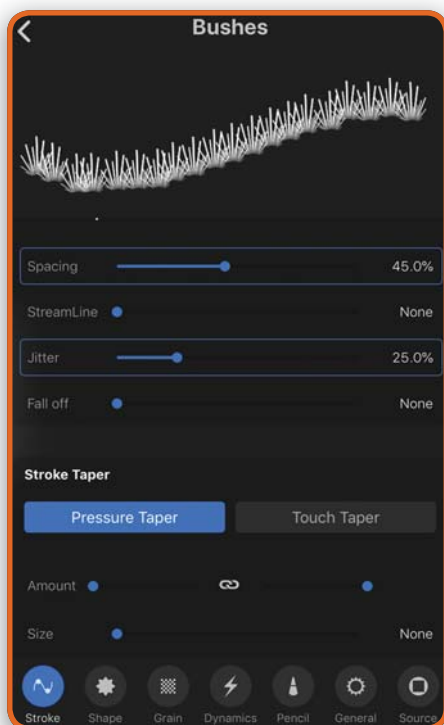 Bushes
Spacing 45.0%
StreamLine None
Jitter 25.0%
Fall off None
Stroke Taper
Pressure Taper Touch Taper
Amount
Size None
Stroke Shape Grain Dynamics Pencil General Source